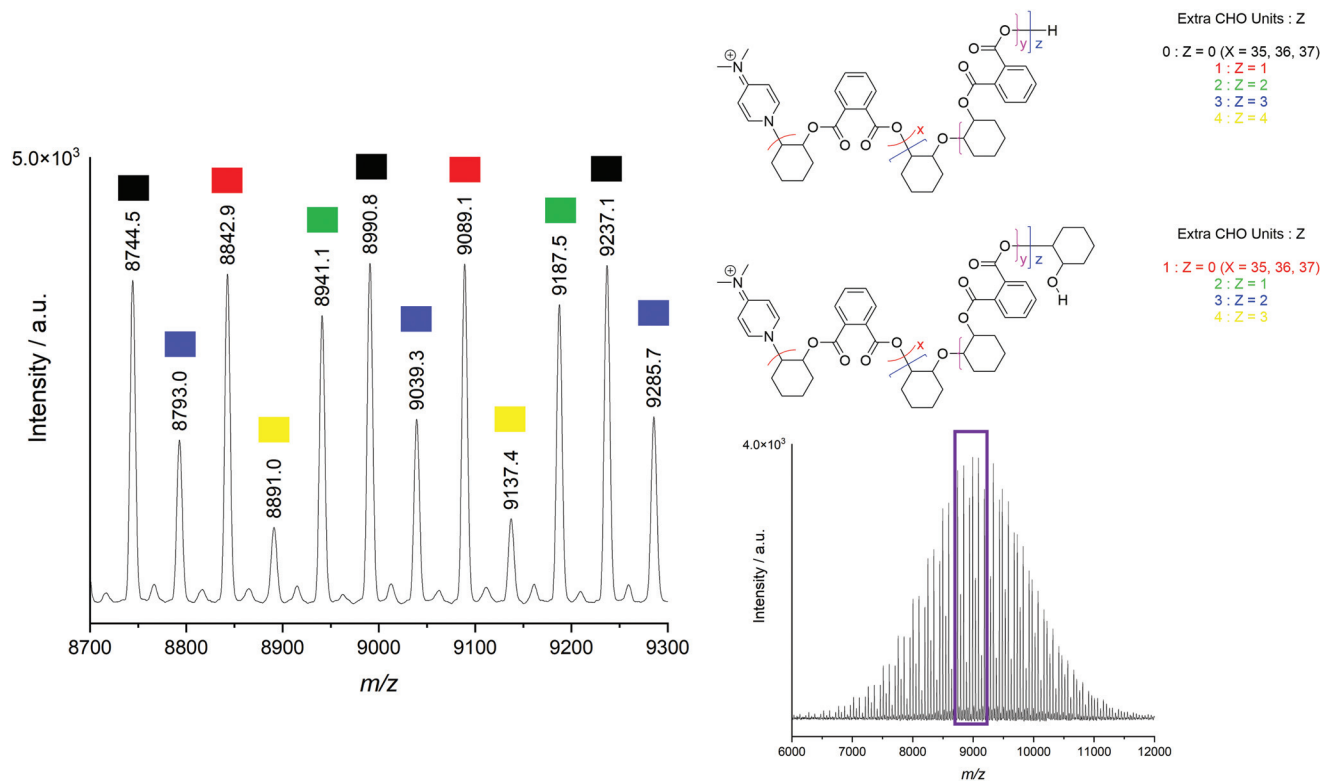 5.0×10³
Intensity / a.u.
8744.5
8793.0
8842.9
8891.0
8941.1
8990.8
9039.3
9089.1
9137.4
9187.5
9237.1
9285.7
8700
8800
8900
9000
9100
9200
9300
m/z
N
⊕
N
O
O
O
O
x
O
O
O
O
O
y
z
H
Extra CHO Units : Z
0 : Z = 0 (X = 35, 36, 37)
1 : Z = 1
2 : Z = 2
3 : Z = 3
4 : Z = 4
N
⊕
N
O
O
O
O
x
O
O
O
O
O
y
z
O
H
Extra CHO Units : Z
1 : Z = 0 (X = 35, 36, 37)
2 : Z = 1
3 : Z = 2
4 : Z = 3
4.0×10³
Intensity / a.u.
6000
7000
8000
9000
10000
11000
12000
m/z